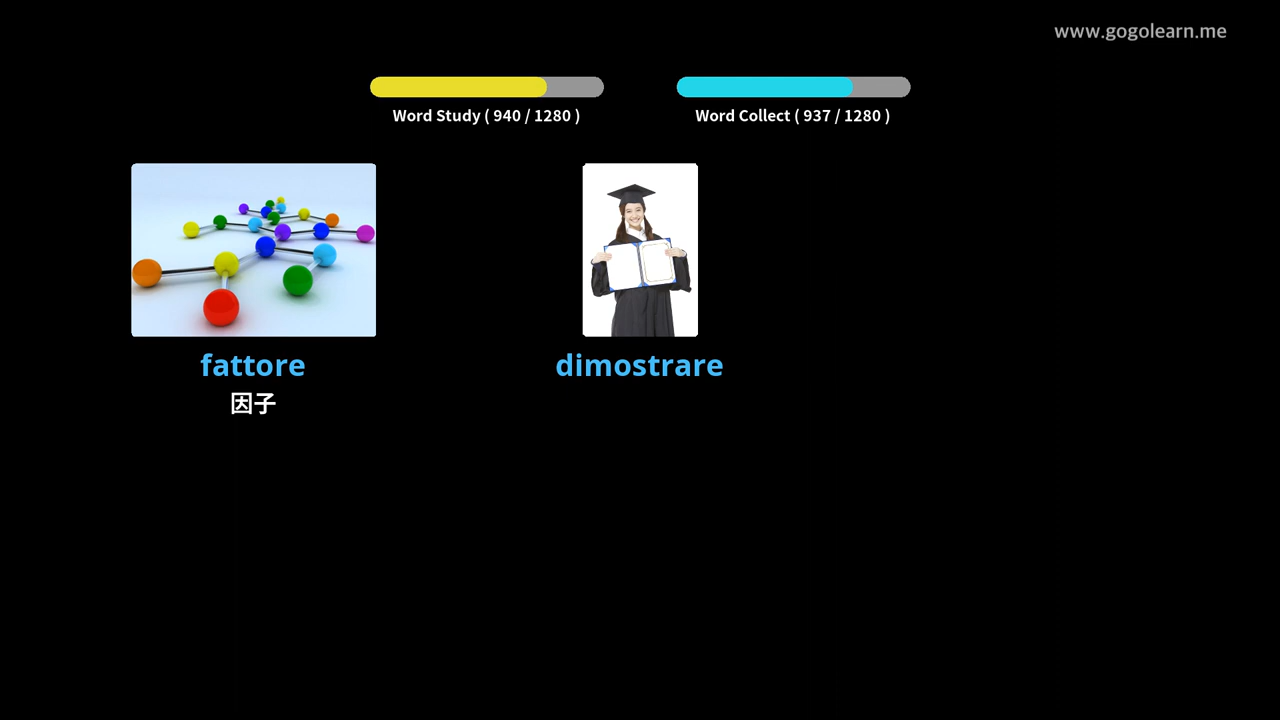 www.gogolearn.me
Word Study ( 940 / 1280 )
Word Collect ( 937 / 1280 )
fattore
因子
dimostrare